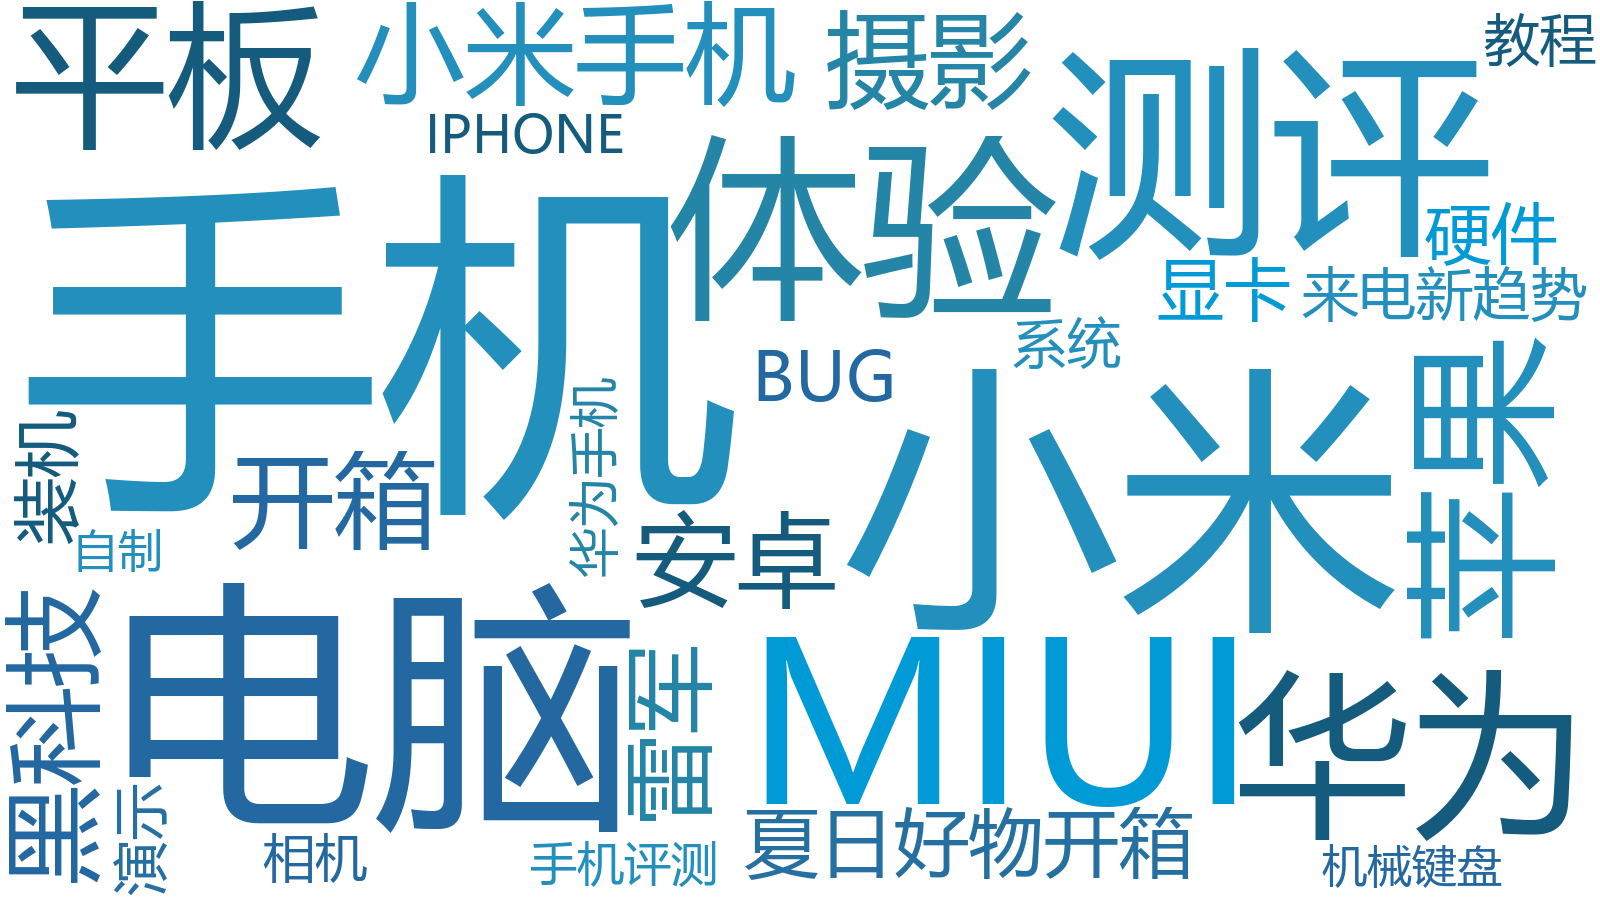 平板
小米手机
摄影
教程
IPHONE
测评
体验
手机
硬件
显卡
来电新趋势
系统
BUG
苹果
小米
华为手机
装机
开箱
安卓
自制
电脑
黑科技
雷军
MIUI
华为
演示
相机
手机评测
夏日好物开箱
机械键盘